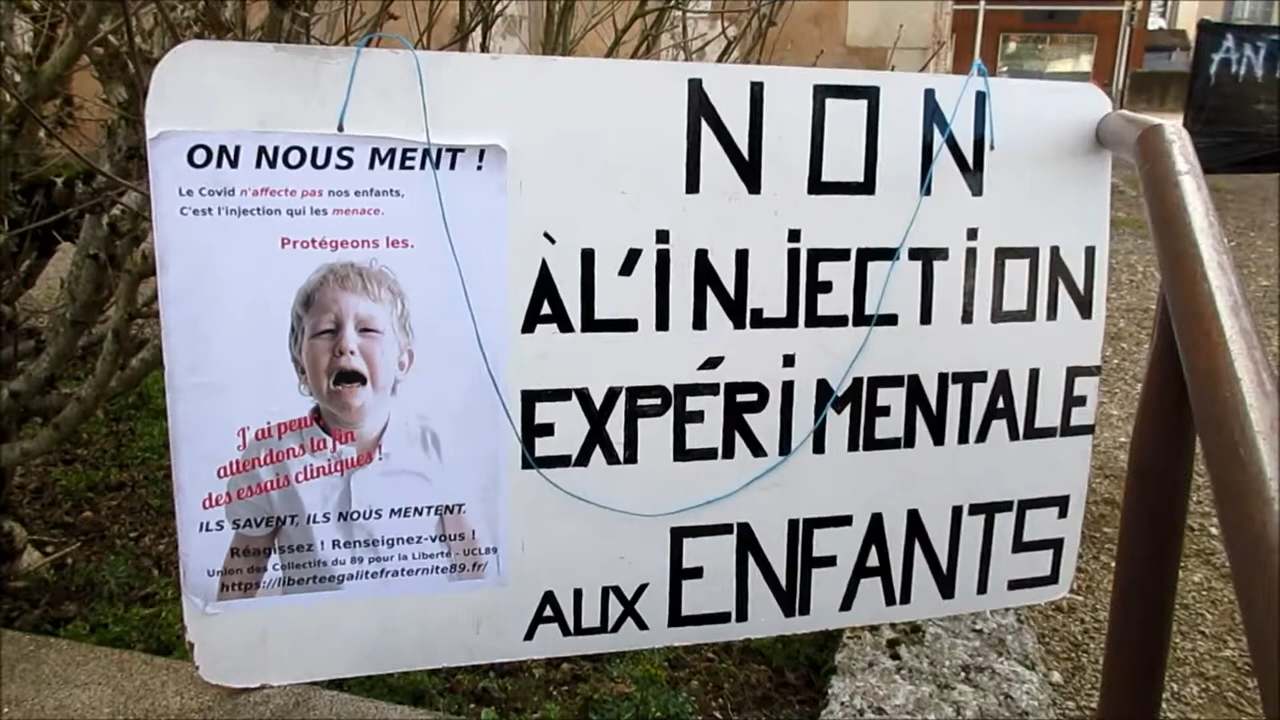 ON NOUS MENT !
Le Covid n'affecte pas nos enfants,
C'est l'injection qui les menace.
Protégeons les.
J'ai peur
attendons la fin
des essais cliniques !
ILS SAVENT, ILS NOUS MENTENT.
Réagissez ! Renseignez-vous !
Union des Collectifs du 89 pour la Liberté - UCL89
https://liberteegalitefraternite89.fr/
NON
À L'INJECTION
EXPÉRIMENTALE
AUX ENFANTS
AN